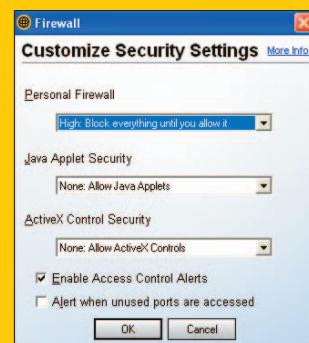 Firewall
Customize Security Settings More Info
Personal Firewall
High: Block everything until you allow it
Java Applet Security
None: Allow Java Applets
ActiveX Control Security
None: Allow ActiveX Controls
Enable Access Control Alerts
Alert when unused ports are accessed
OK Cancel